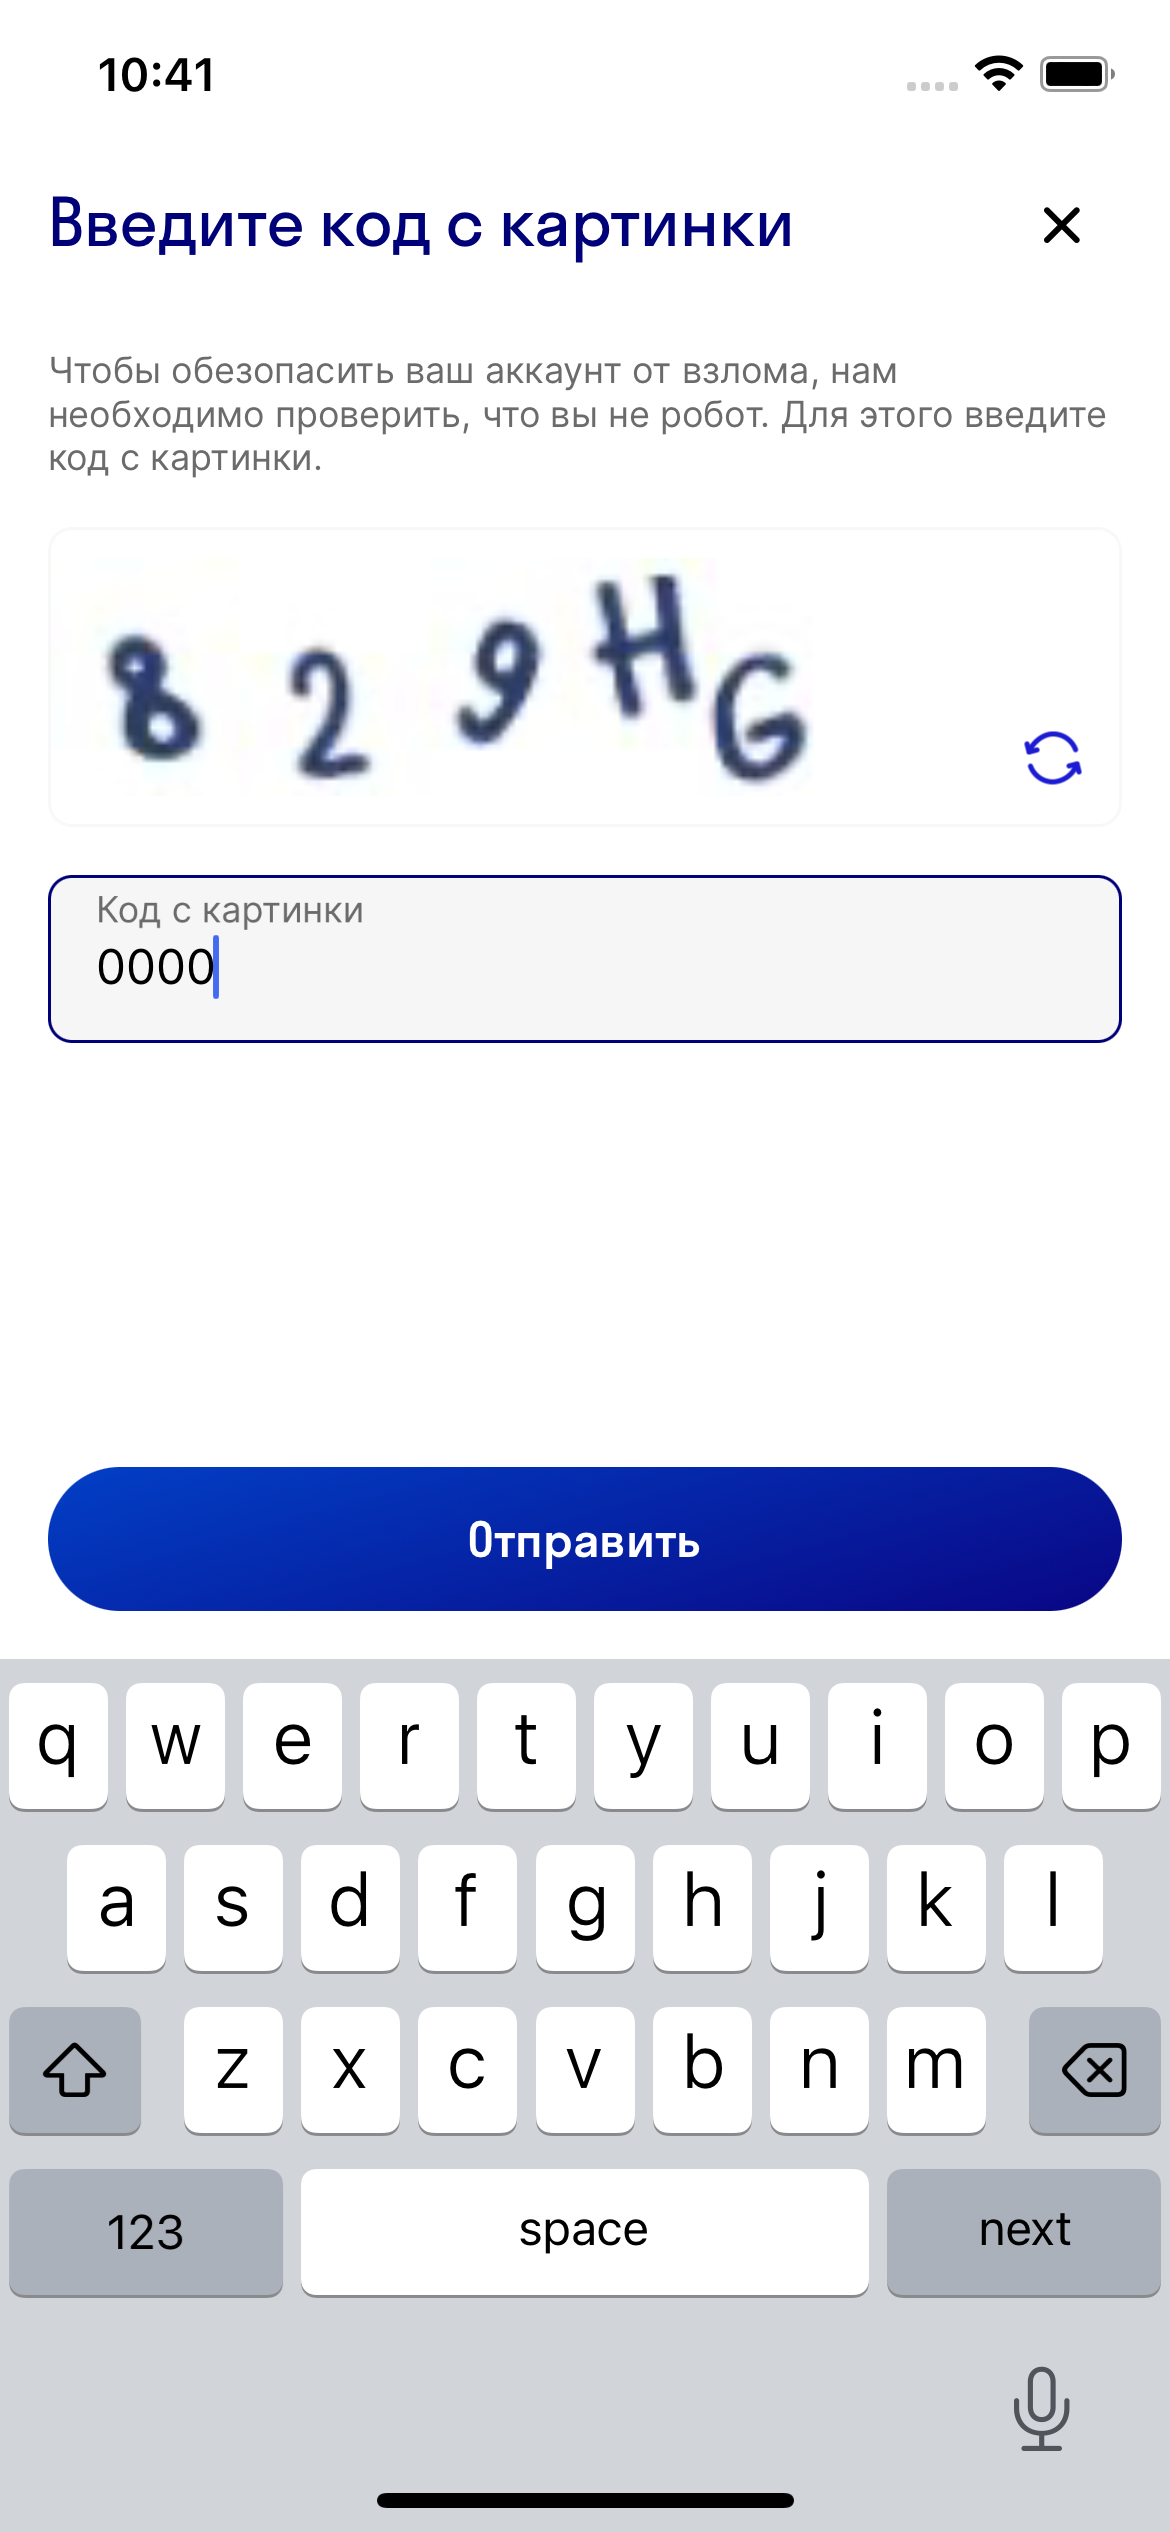 10:41
Введите код с картинки
Чтобы обезопасить ваш аккаунт от взлома, нам
необходимо проверить, что вы не робот. Для этого введите
код с картинки.
8 2 9 H G
Код с картинки
0000
Отправить
q w e r t y u i o p
a s d f g h j k l
z x c v b n m
123 space next